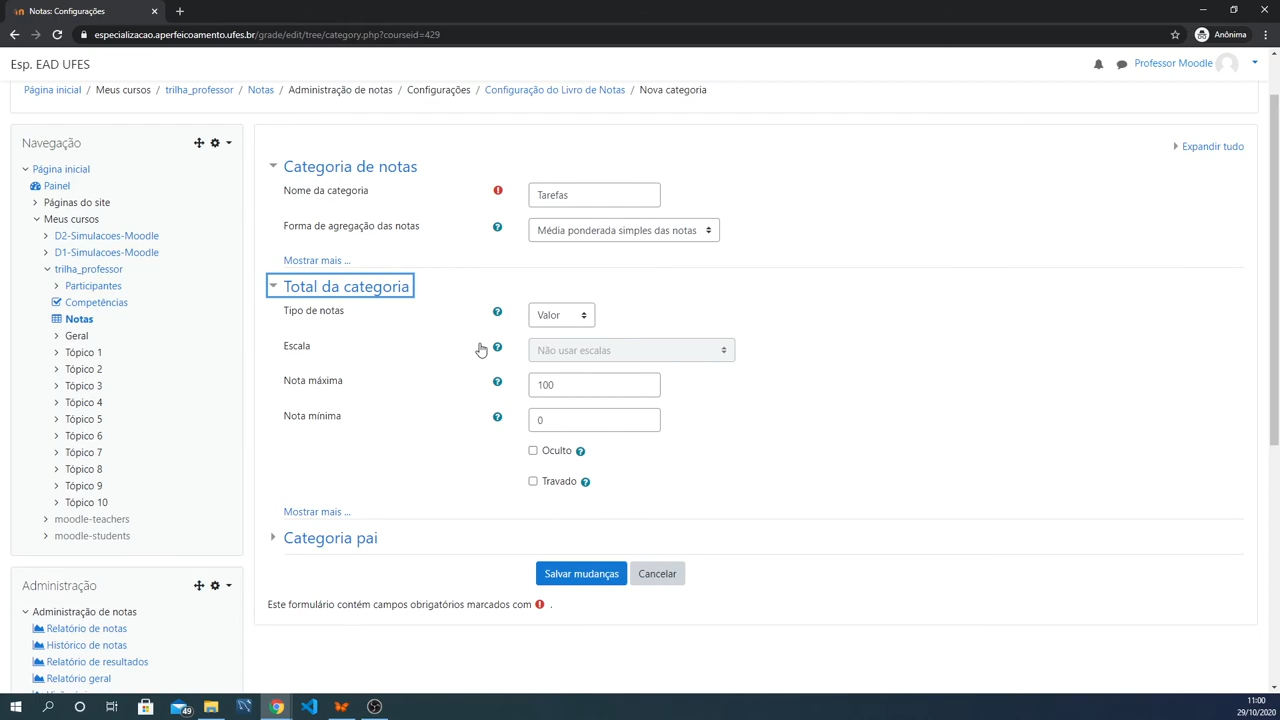 Notas: Configurações
especializacao.aperfeicoamento.ufes.br/grade/edit/tree/category.php?courseid=429
Anônima
Esp. EAD UFES
Professor Moodle
Página inicial / Meus cursos / trilha_professor / Notas / Administração de notas / Configurações / Configuração do Livro de Notas / Nova categoria
Navegação
Página inicial
Painel
Páginas do site
Meus cursos
D2-Simulacoes-Moodle
D1-Simulacoes-Moodle
trilha_professor
Participantes
Competências
Notas
Geral
Tópico 1
Tópico 2
Tópico 3
Tópico 4
Tópico 5
Tópico 6
Tópico 7
Tópico 8
Tópico 9
Tópico 10
moodle-teachers
moodle-students
Administração
Administração de notas
Relatório de notas
Histórico de notas
Relatório de resultados
Relatório geral
Expandir tudo
Categoria de notas
Nome da categoria
Tarefas
Forma de agregação das notas
Média ponderada simples das notas
Mostrar mais ...
Total da categoria
Tipo de notas
Valor
Escala
Não usar escalas
Nota máxima
100
Nota mínima
0
Oculto
Travado
Mostrar mais ...
Categoria pai
Salvar mudanças
Cancelar
Este formulário contém campos obrigatórios marcados com .
49
11:00
29/10/2020